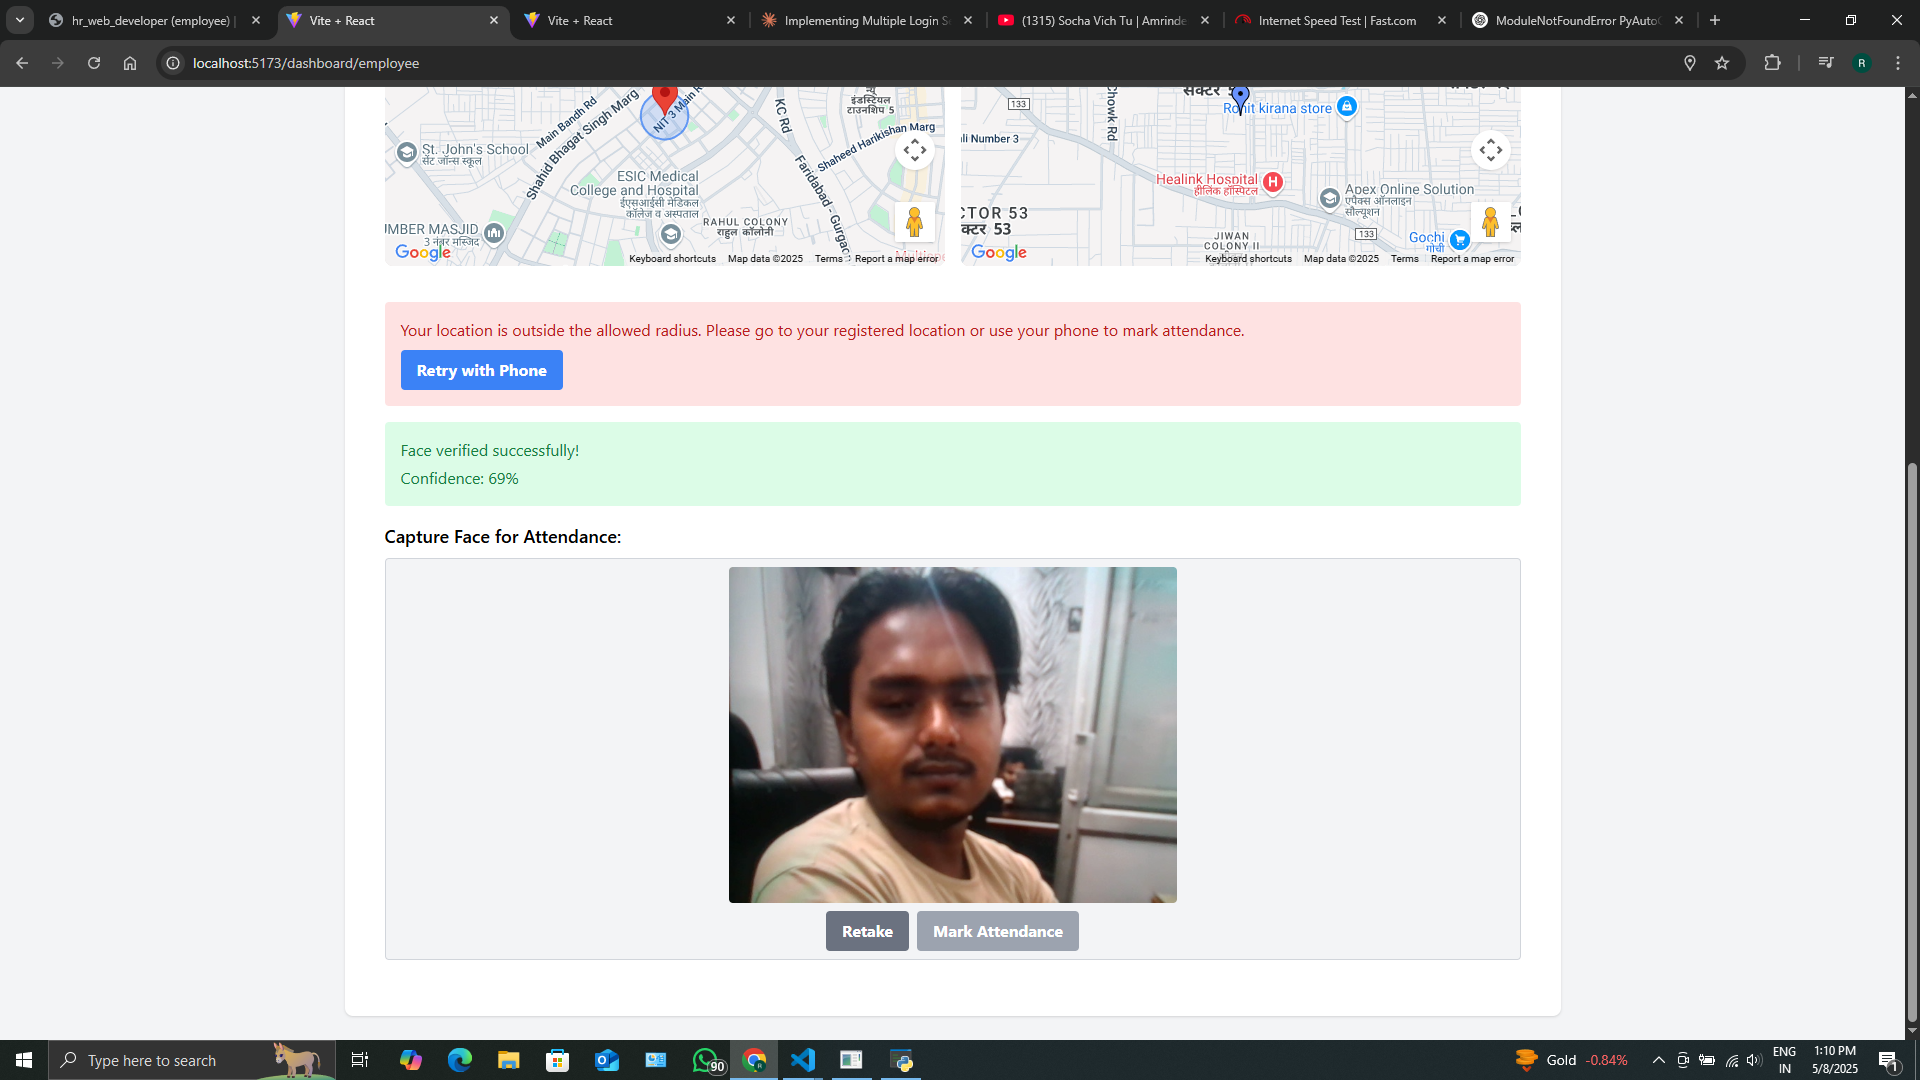 hr_web_developer (employee) |
Vite + React
Vite + React
Implementing Multiple Login S
(1315) Socha Vich Tu | Amrinde
Internet Speed Test | Fast.com
ModuleNotFoundError PyAuto
localhost:5173/dashboard/employee
R
Main Bandh Rd
Shahid Bhagat Singh Marg
NIT 3 Main R
KC Rd
इंडस्ट्रियल
टाउनशिप 5
Shaheed Harikishan Marg
St. John's School
सेंट जॉन्स स्कूल
ESIC Medical
College and Hospital
ईएसआईसी मेडिकल
कॉलेज व अस्पताल
Faridabad - Gurgao
RAHUL COLONY
राहुल कॉलोनी
UMBER MASJID
3 नंबर मस्जिद
Google
Keyboard shortcuts
Map data ©2025
Terms
Report a map error
133
Chowk Rd
सेक्टर 5
Rohit kirana store
li Number 3
Healink Hospital
हीलिंक हॉस्पिटल
H
Apex Online Solution
एपैक्स ऑनलाइन
सौल्यूशन
CTOR 53
क्टर 53
JIWAN
COLONY II
133
Gochi
गोची
Google
Keyboard shortcuts
Map data ©2025
Terms
Report a map error
Your location is outside the allowed radius. Please go to your registered location or use your phone to mark attendance.
Retry with Phone
Face verified successfully!
Confidence: 69%
Capture Face for Attendance:
Retake
Mark Attendance
Type here to search
90
Gold -0.84%
ENG
IN
1:10 PM
5/8/2025
1